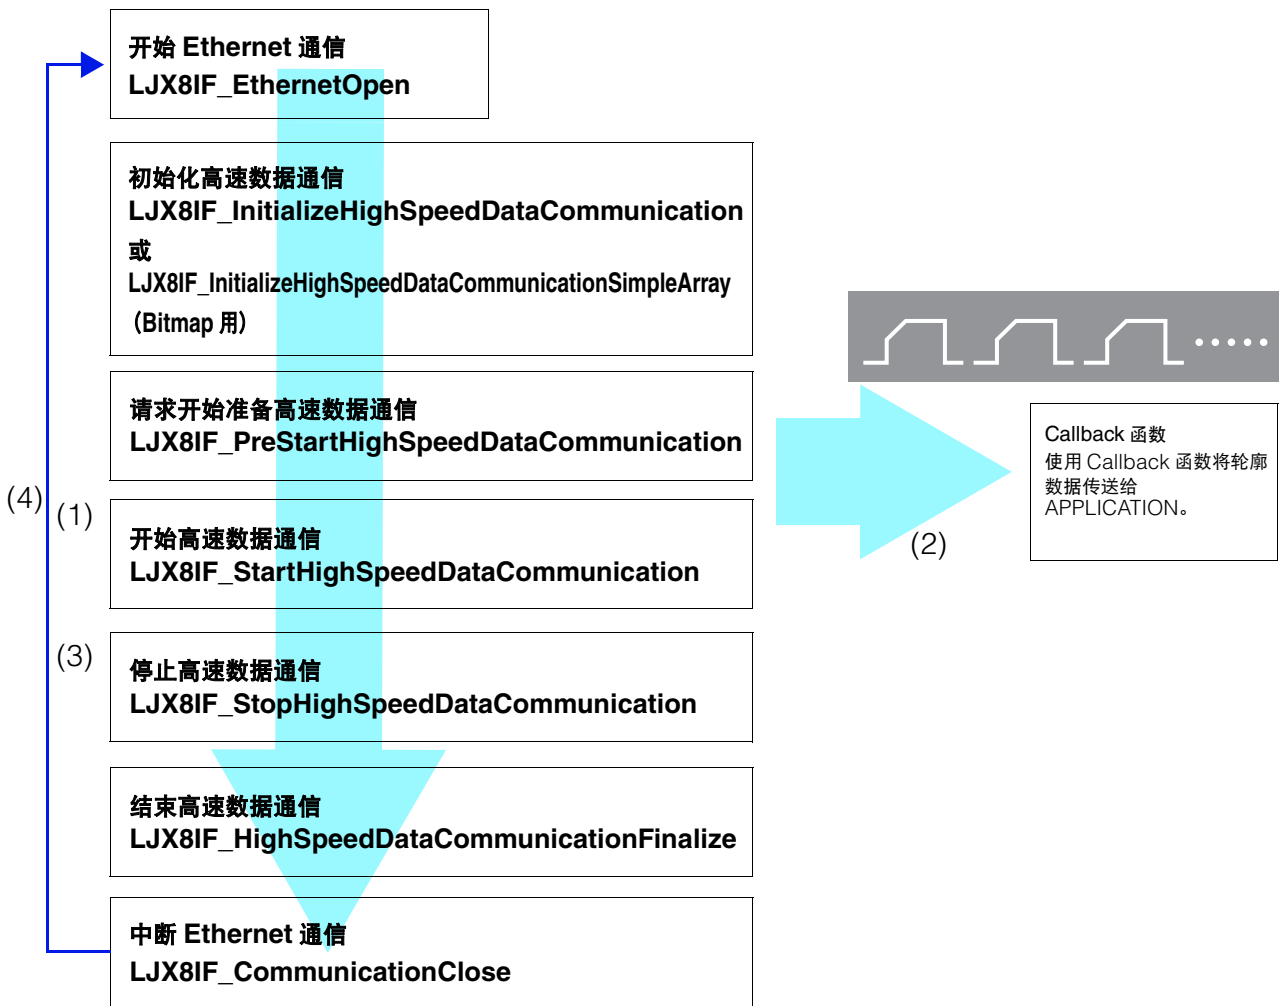 开始 Ethernet 通信
LJX8IF_EthernetOpen
初始化高速数据通信
LJX8IF_InitializeHighSpeedDataCommunication
或
LJX8IF_InitializeHighSpeedDataCommunicationSimpleArray
（Bitmap 用）
请求开始准备高速数据通信
LJX8IF_PreStartHighSpeedDataCommunication
(4)
(1)
开始高速数据通信
LJX8IF_StartHighSpeedDataCommunication
(3)
停止高速数据通信
LJX8IF_StopHighSpeedDataCommunication
结束高速数据通信
LJX8IF_HighSpeedDataCommunicationFinalize
中断 Ethernet 通信
LJX8IF_CommunicationClose
(2)
Callback 函数
使用 Callback 函数将轮廓
数据传送给
APPLICATION。